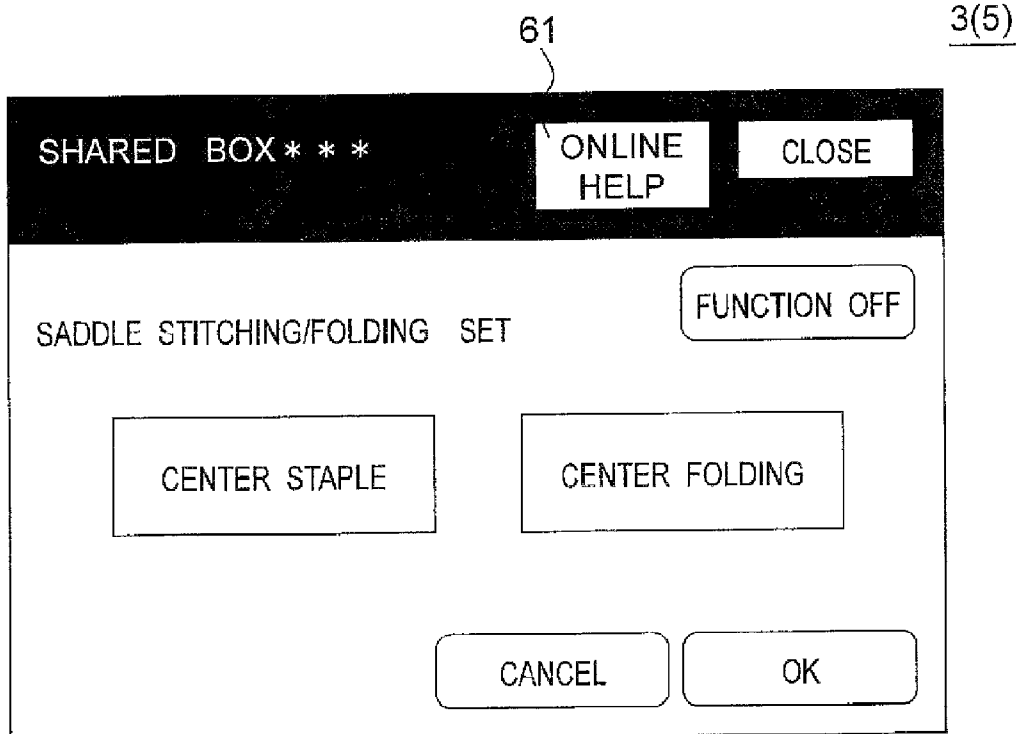 3(5)
61
SHARED BOX＊＊＊
ONLINE
HELP
CLOSE
FUNCTION OFF
SADDLE STITCHING/FOLDING SET
CENTER STAPLE
CENTER FOLDING
CANCEL
OK